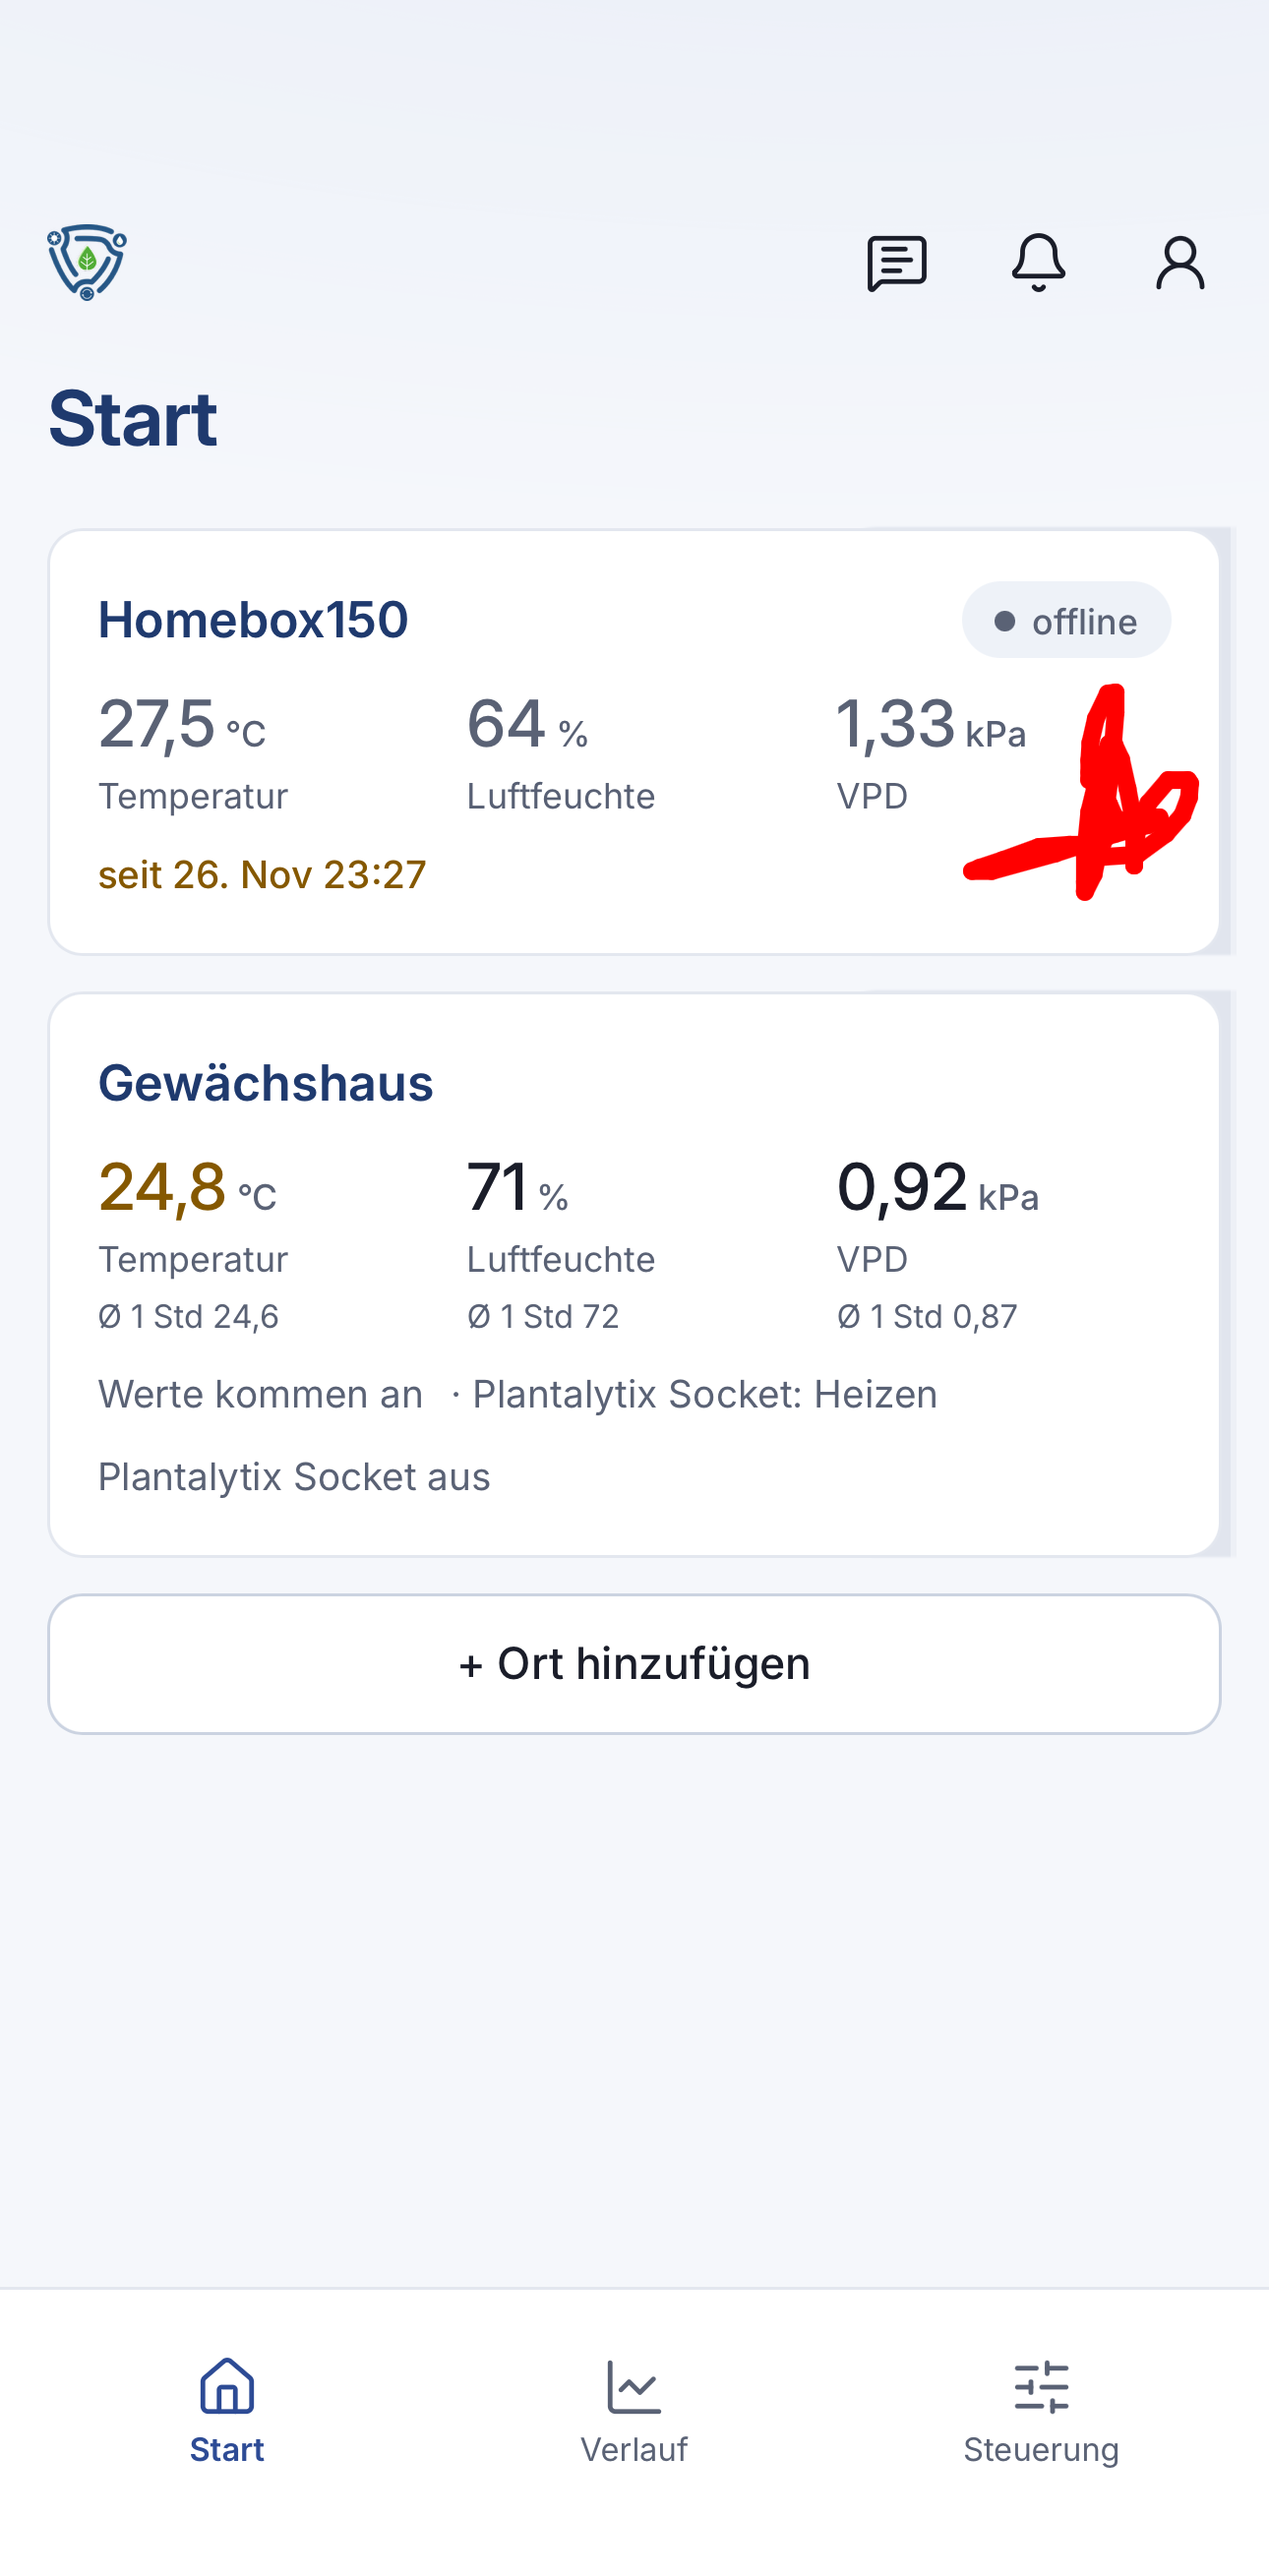 Start
Homebox150
offline
27,5 °C
64 %
1,33 kPa
Temperatur
Luftfeuchte
VPD
seit 26. Nov 23:27
Gewächshaus
24,8 °C
71 %
0,92 kPa
Temperatur
Luftfeuchte
VPD
Ø 1 Std 24,6
Ø 1 Std 72
Ø 1 Std 0,87
Werte kommen an · Plantalytix Socket: Heizen
Plantalytix Socket aus
+ Ort hinzufügen
Start
Verlauf
Steuerung